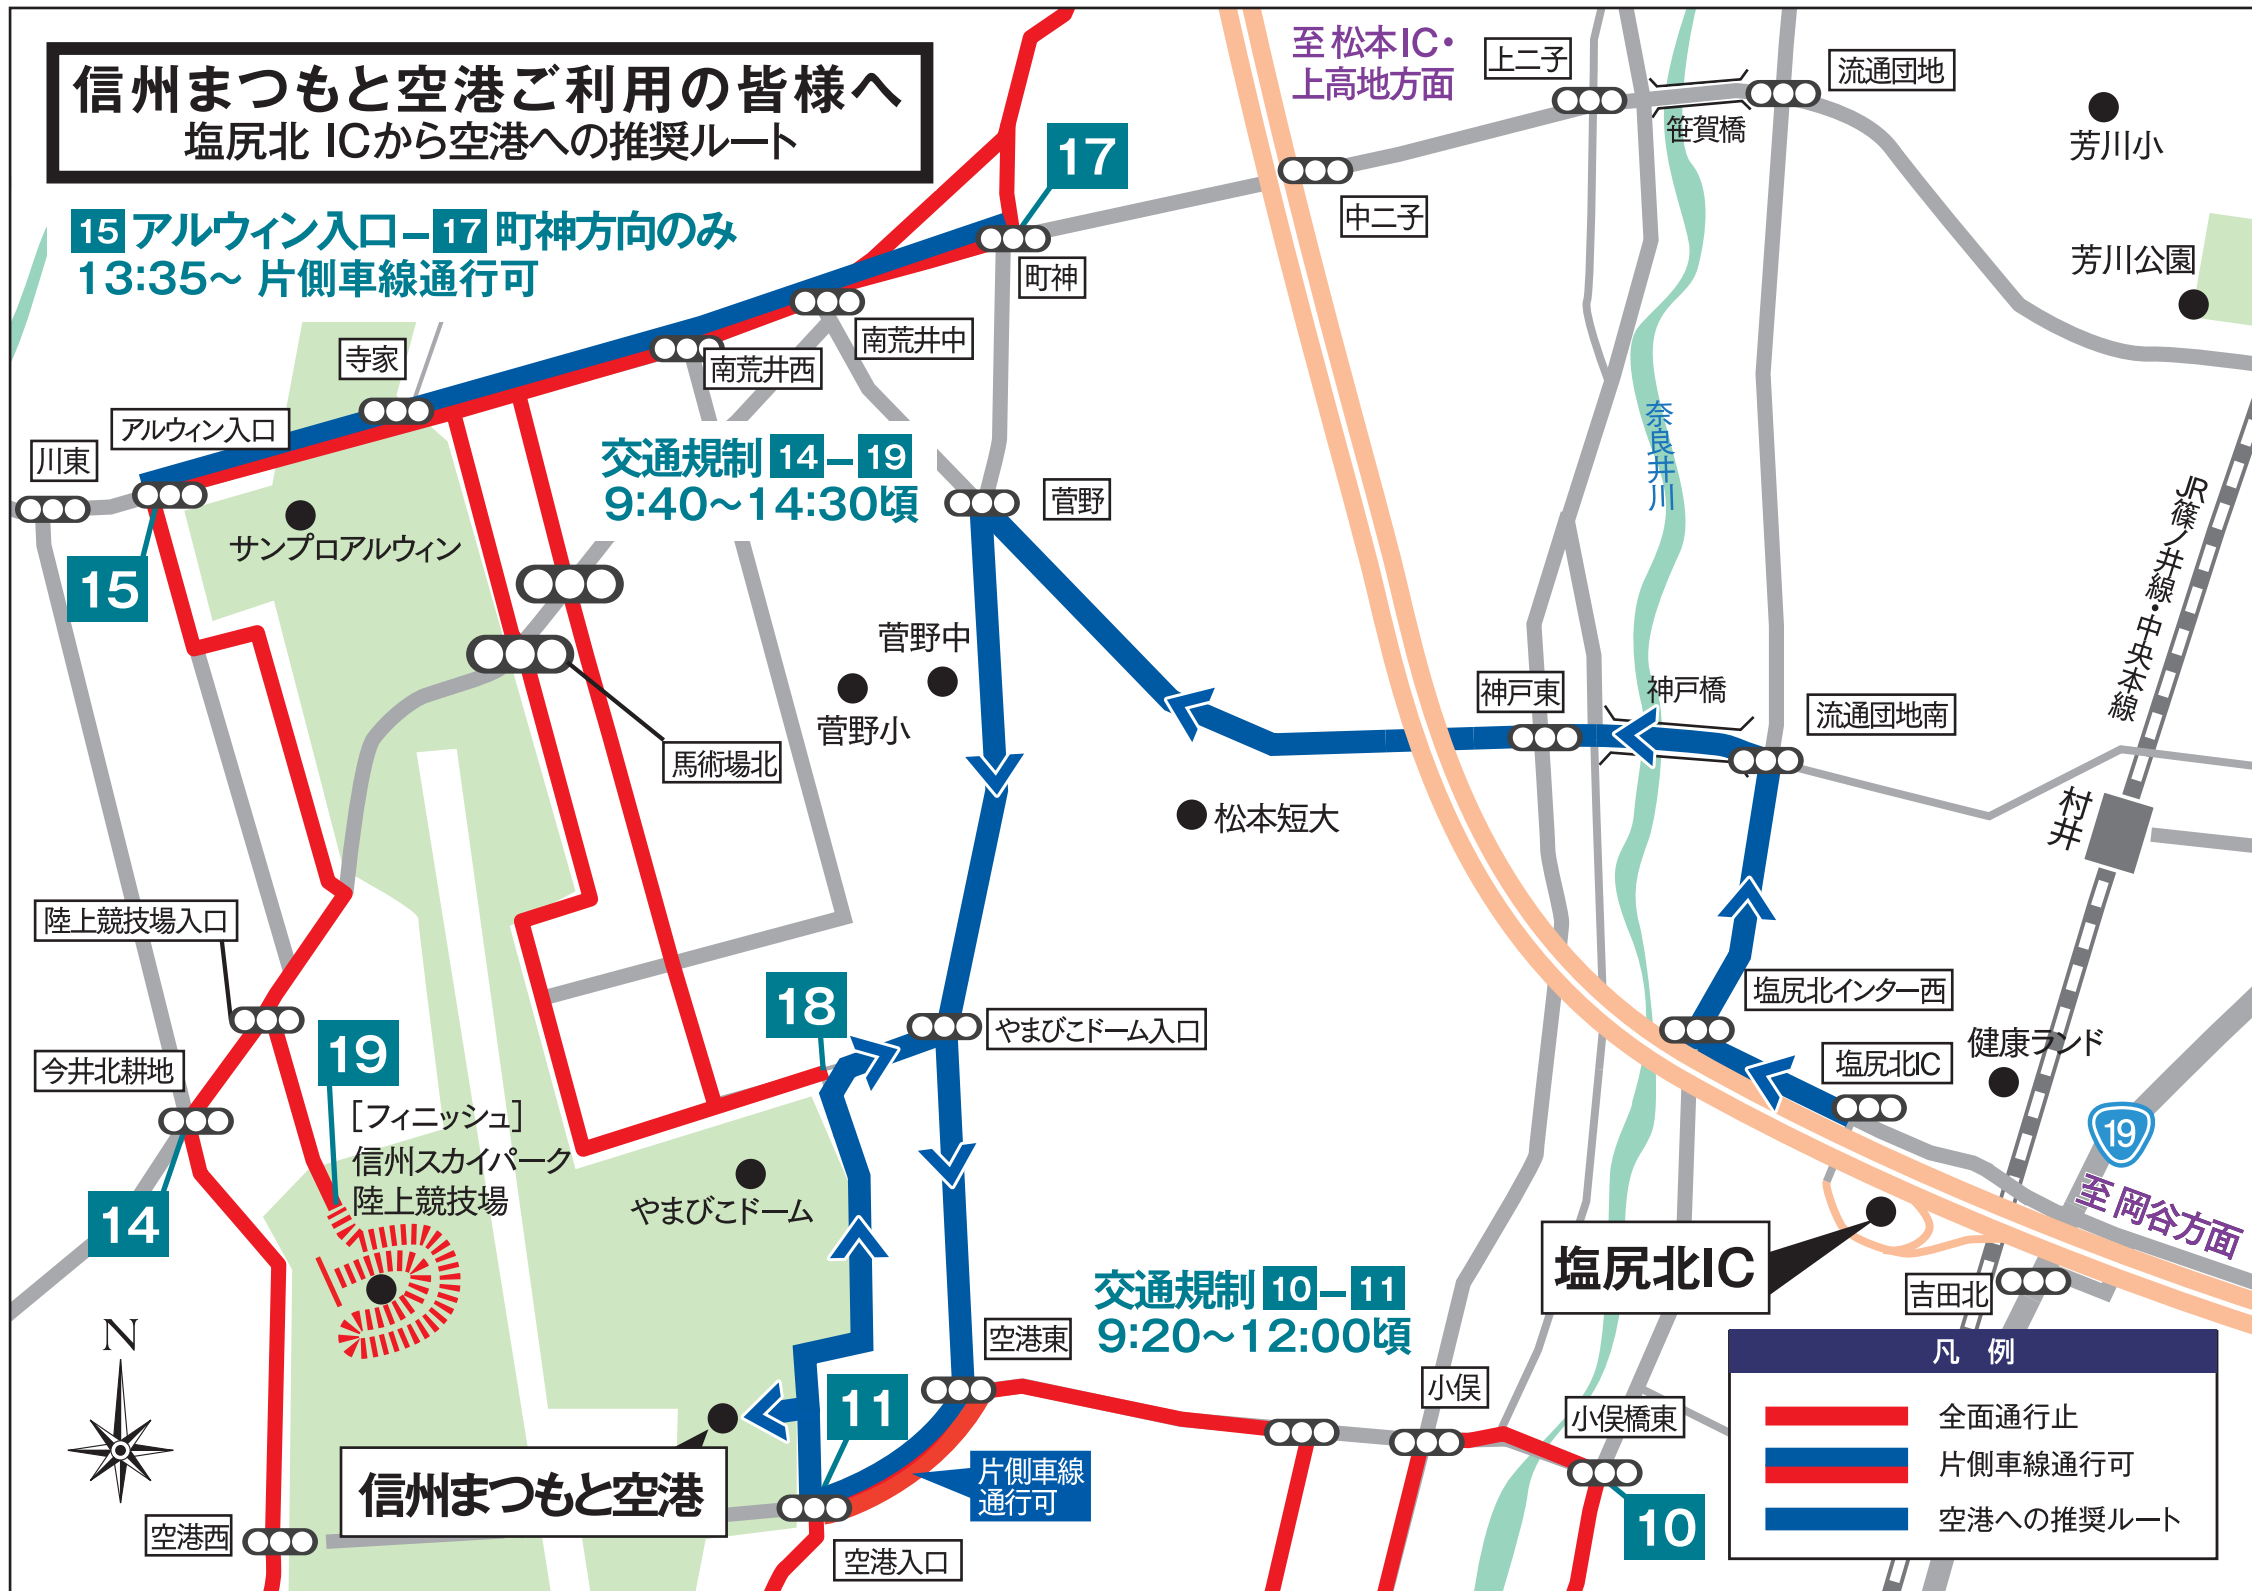 信州まつもと空港ご利用の皆様へ
塩尻北 ICから空港への推奨ルート
至 松本IC・
上高地方面
上二子
流通団地
笹賀橋
芳川小
17
15 アルウィン入口ー17 町神方向のみ
13:35～ 片側車線通行可
中二子
芳川公園
町神
寺家
南荒井中
南荒井西
アルウィン入口
川東
交通規制 14ー19
9:40～14:30頃
菅野
奈良井川
JR篠ノ井線・中央本線
サンプロアルウィン
15
菅野中
菅野小
神戸東
神戸橋
流通団地南
馬術場北
松本短大
村井
陸上競技場入口
18
やまびこドーム入口
塩尻北インター西
19
今井北耕地
塩尻北IC
健康ランド
[フィニッシュ]
信州スカイパーク
陸上競技場
19
14
やまびこドーム
至 岡谷方面
塩尻北IC
交通規制 10ー11
9:20～12:00頃
吉田北
N
空港東
小俣
小俣橋東
11
凡 例
全面通行止
片側車線通行可
空港への推奨ルート
信州まつもと空港
片側車線
通行可
10
空港西
空港入口